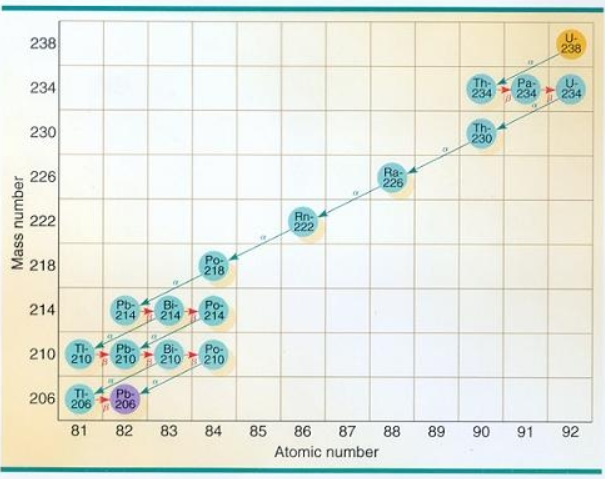 238
U-
238
α
234
Th-
234
β
Pa-
234
β
U-
234
α
230
Th-
230
α
226
Ra-
226
α
222
Rn-
222
α
218
Po-
218
α
214
Pb-
214
β
Bi-
214
β
Po-
214
α
α
210
Tl-
210
β
Pb-
210
β
Bi-
210
β
Po-
210
α
α
206
Tl-
206
β
Pb-
206
Mass number
81 82 83 84 85 86 87 88 89 90 91 92
Atomic number